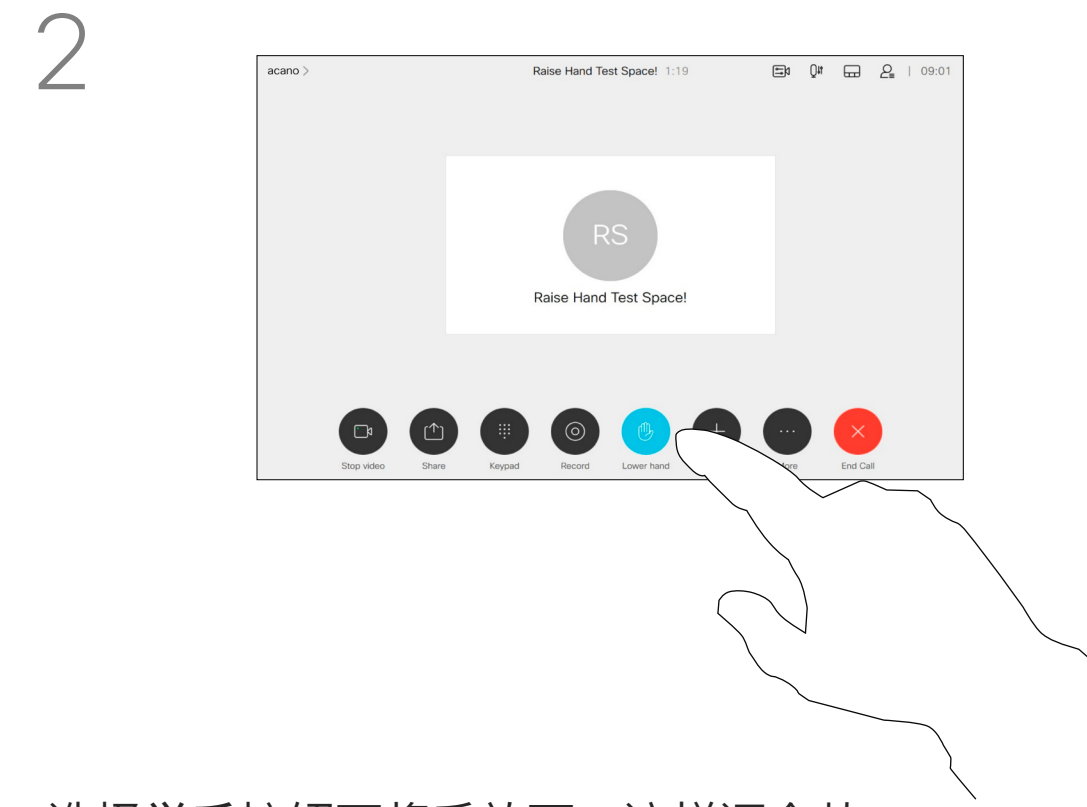 2
acano >
Raise Hand Test Space! 1:19
09:01
RS
Raise Hand Test Space!
Stop video
Share
Keypad
Record
Lower hand
End Call